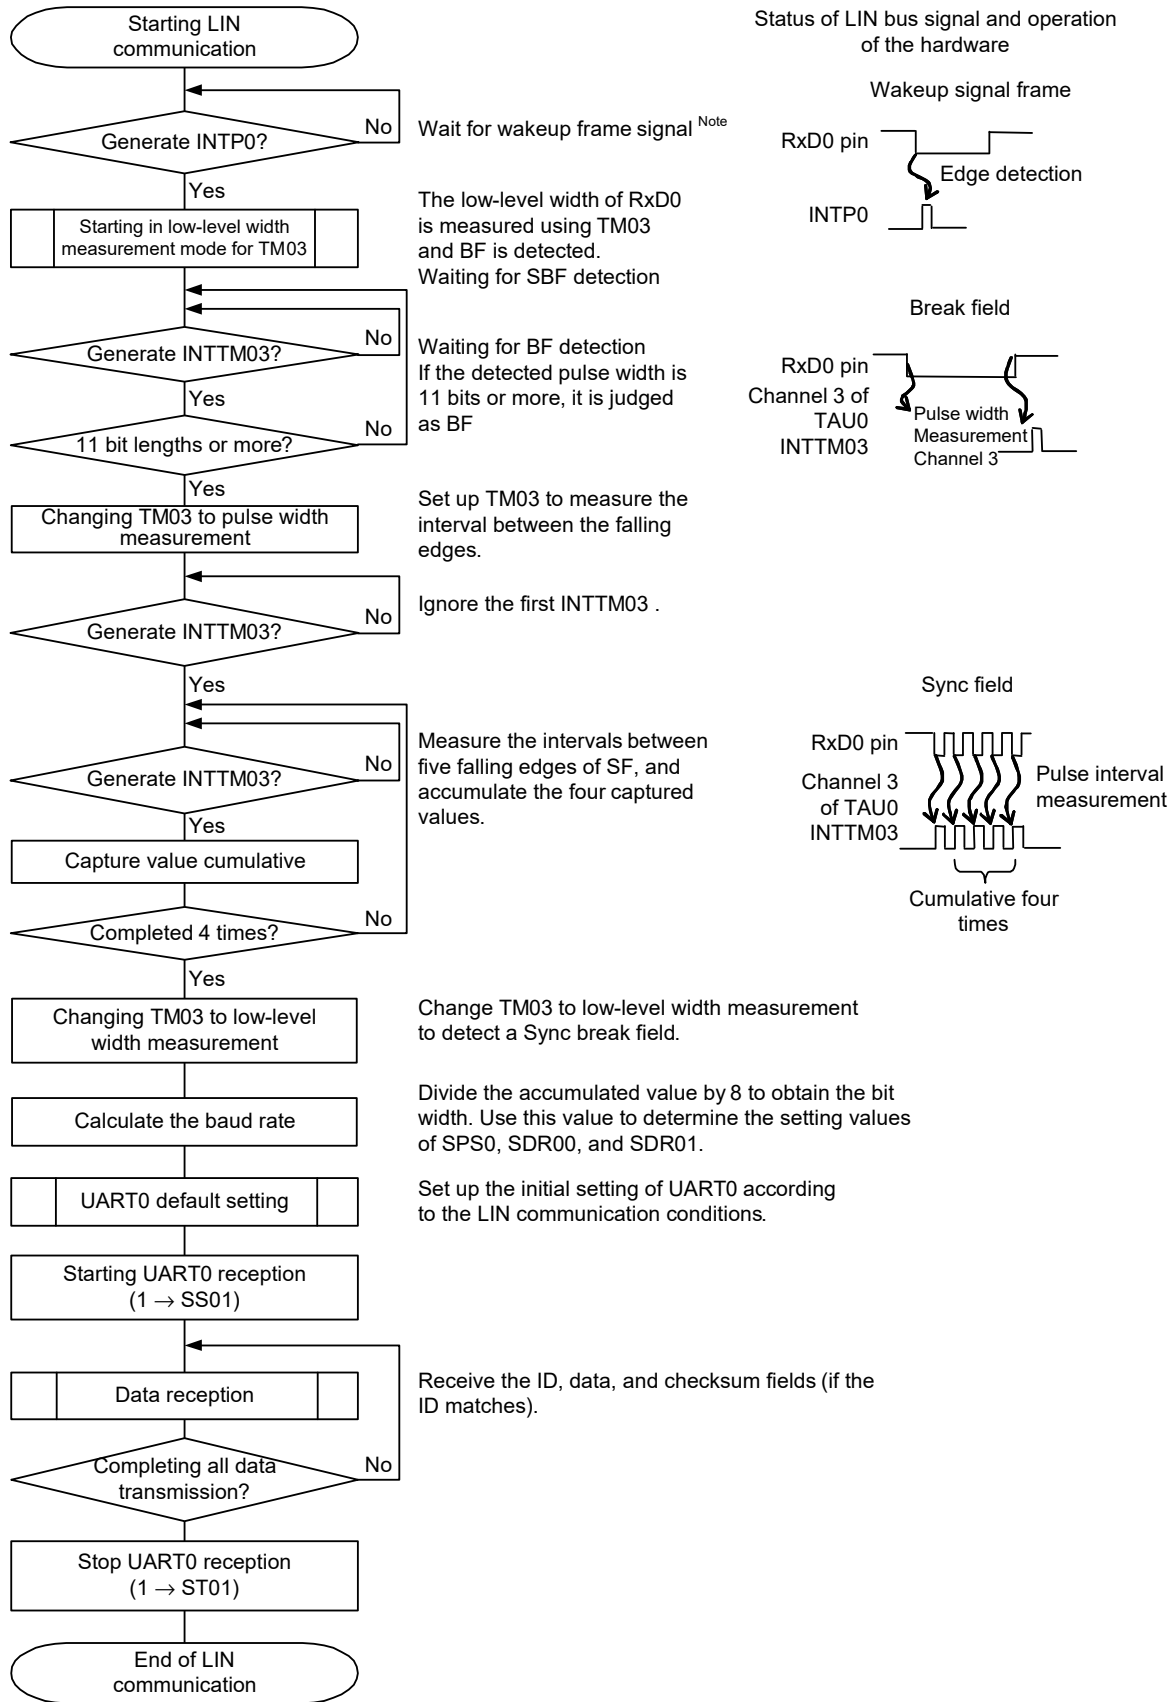 Starting LIN
communication
Status of LIN bus signal and operation
of the hardware
Wakeup signal frame
Generate INTP0?
No
Wait for wakeup frame signal Note
RxD0 pin
Edge detection
INTP0
Yes
Starting in low-level width
measurement mode for TM03
The low-level width of RxD0
is measured using TM03
and BF is detected.
Waiting for SBF detection
Break field
Generate INTTM03?
No
Waiting for BF detection
If the detected pulse width is
11 bits or more, it is judged
as BF
RxD0 pin
Channel 3 of
TAU0
INTTM03
Pulse width
Measurement
Channel 3
Yes
11 bit lengths or more?
No
Yes
Changing TM03 to pulse width
measurement
Set up TM03 to measure the
interval between the falling
edges.
Generate INTTM03?
No
Ignore the first INTTM03 .
Yes
Sync field
Generate INTTM03?
No
Measure the intervals between
five falling edges of SF, and
accumulate the four captured
values.
RxD0 pin
Channel 3
of TAU0
INTTM03
Pulse interval
measurement
Cumulative four
times
Yes
Capture value cumulative
Completed 4 times?
No
Yes
Changing TM03 to low-level
width measurement
Change TM03 to low-level width measurement
to detect a Sync break field.
Calculate the baud rate
Divide the accumulated value by 8 to obtain the bit
width. Use this value to determine the setting values
of SPS0, SDR00, and SDR01.
UART0 default setting
Set up the initial setting of UART0 according
to the LIN communication conditions.
Starting UART0 reception
(1 → SS01)
Data reception
Receive the ID, data, and checksum fields (if the
ID matches).
Completing all data
transmission?
No
Stop UART0 reception
(1 → ST01)
End of LIN
communication